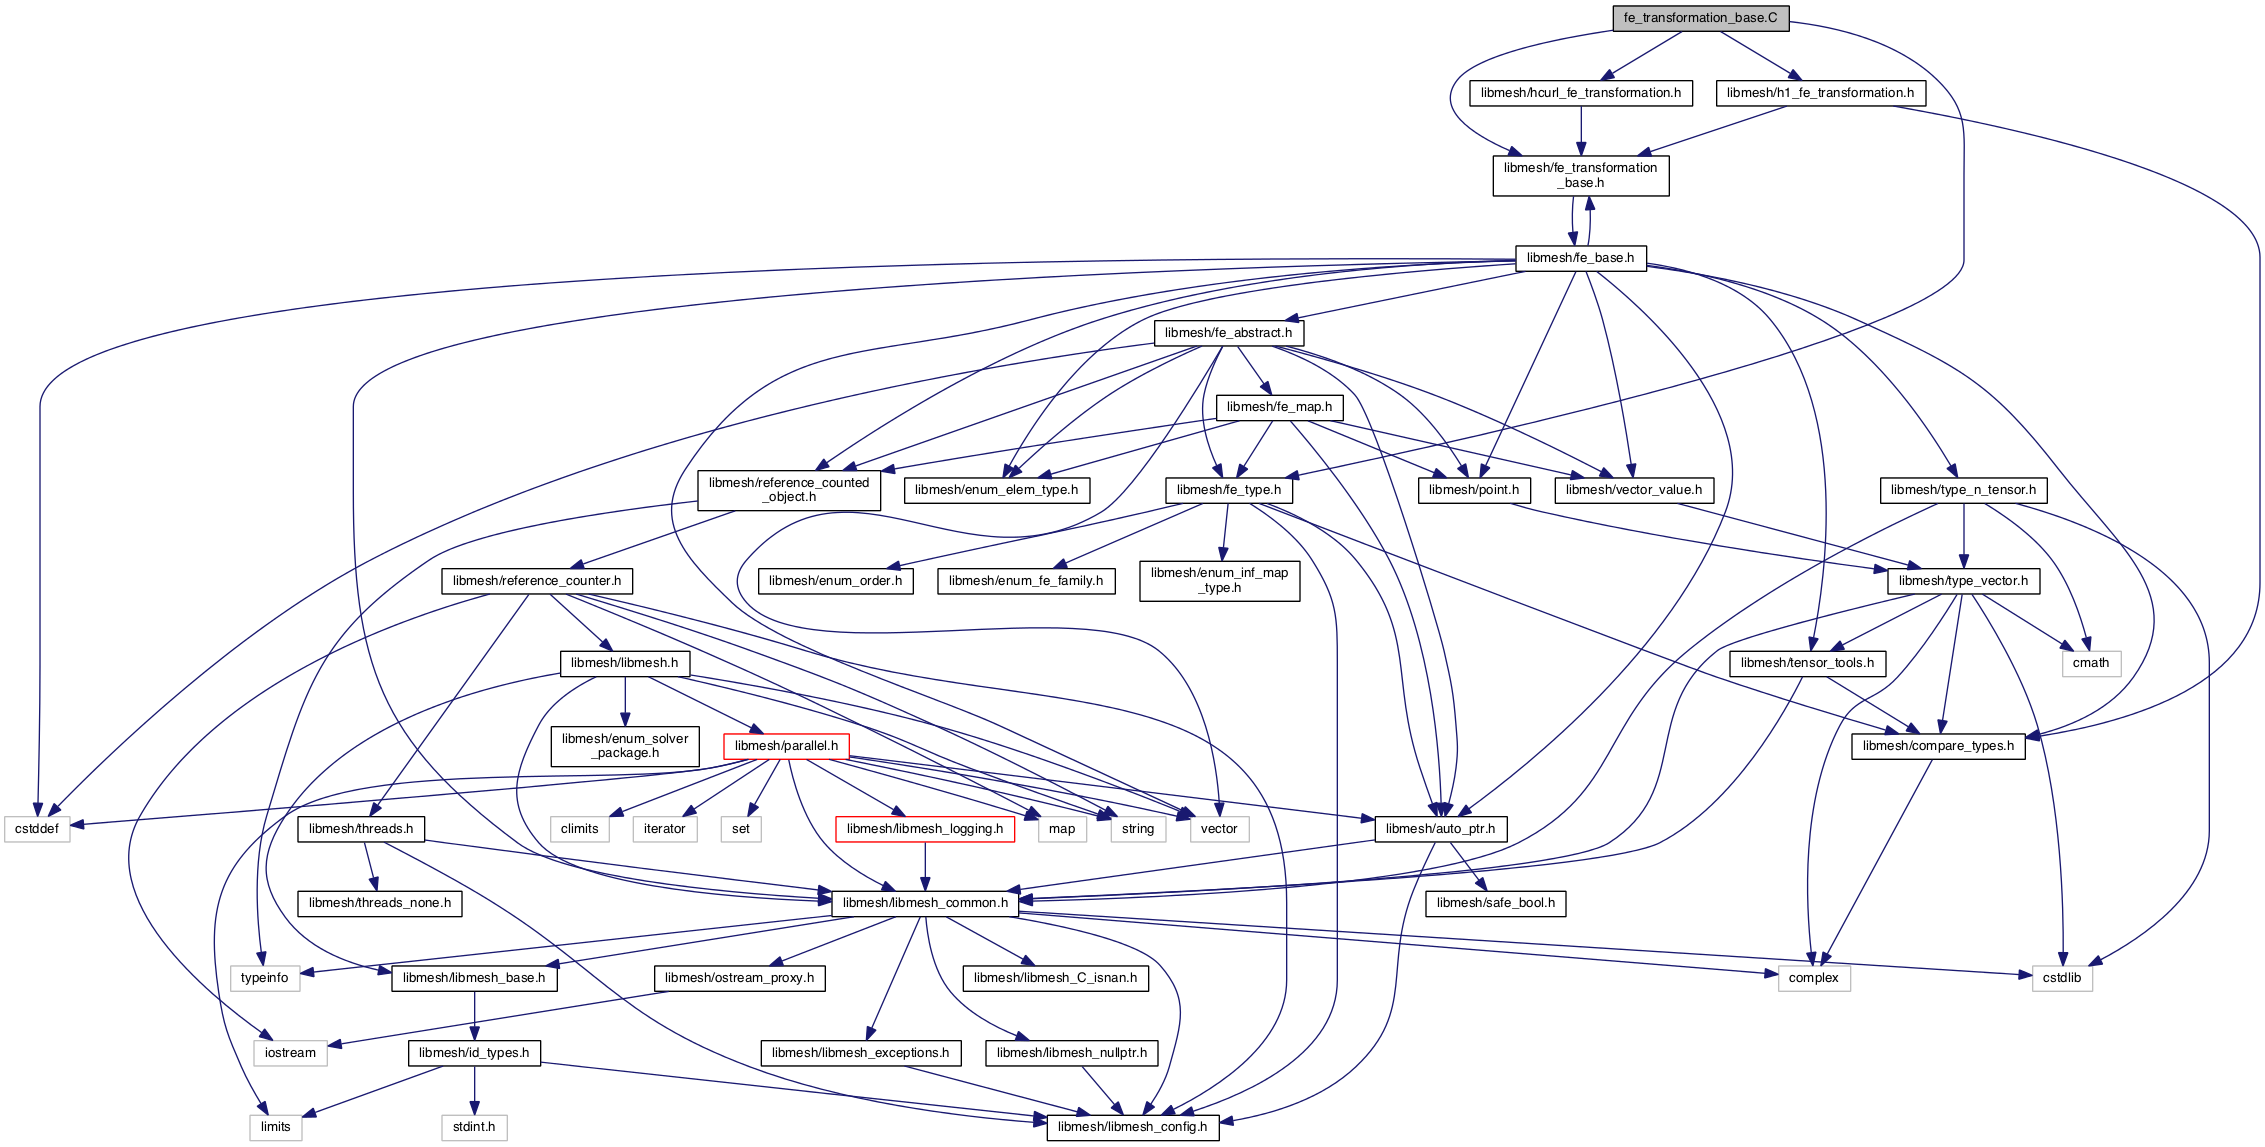 fe_transformation_base.C
libmesh/hcurl_fe_transformation.h
libmesh/h1_fe_transformation.h
libmesh/fe_transformation
_base.h
libmesh/fe_base.h
libmesh/fe_abstract.h
libmesh/fe_map.h
libmesh/reference_counted
_object.h
libmesh/enum_elem_type.h
libmesh/fe_type.h
libmesh/point.h
libmesh/vector_value.h
libmesh/type_n_tensor.h
libmesh/reference_counter.h
libmesh/enum_order.h
libmesh/enum_fe_family.h
libmesh/enum_inf_map
_type.h
libmesh/type_vector.h
libmesh/libmesh.h
libmesh/tensor_tools.h
cmath
libmesh/enum_solver
_package.h
libmesh/parallel.h
libmesh/compare_types.h
cstddef
libmesh/threads.h
climits
iterator
set
libmesh/libmesh_logging.h
map
string
vector
libmesh/auto_ptr.h
libmesh/threads_none.h
libmesh/libmesh_common.h
libmesh/safe_bool.h
typeinfo
libmesh/libmesh_base.h
libmesh/ostream_proxy.h
libmesh/libmesh_C_isnan.h
complex
cstdlib
iostream
libmesh/id_types.h
libmesh/libmesh_exceptions.h
libmesh/libmesh_nullptr.h
limits
stdint.h
libmesh/libmesh_config.h